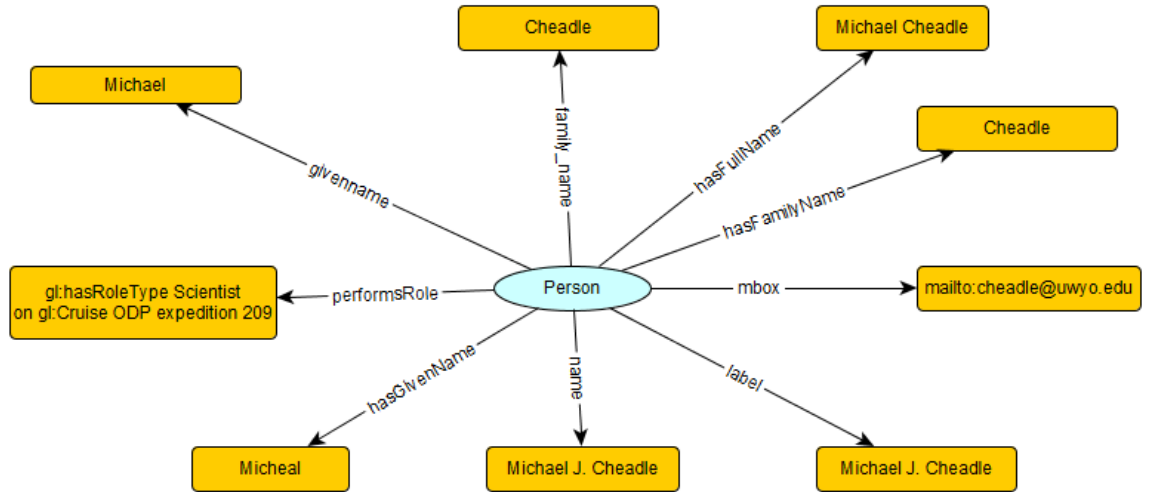 Cheadle
Michael Cheadle
Michael
Cheadle
family_name
hasFullName
givenname
hasFamilyName
gl:hasRoleType Scientist
on gl:Cruise ODP expedition 209
performsRole
Person
mbox
mailto:cheadle@uwyo.edu
hasGivenName
name
label
Micheal
Michael J. Cheadle
Michael J. Cheadle